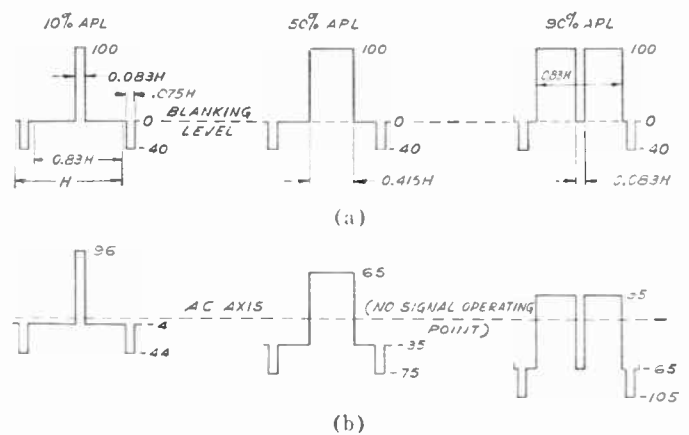 10% APL
50% APL
90% APL
100
100
100
0.083H
0.83H
.075H
BLANKING
LEVEL
0
0
0
-40
-40
-40
0.83H
H
0.415H
0.083H
(a)
96
65
35
AC AXIS
(NO SIGNAL OPERATING
POINT)
-4
-44
-35
-75
-65
-105
(b)